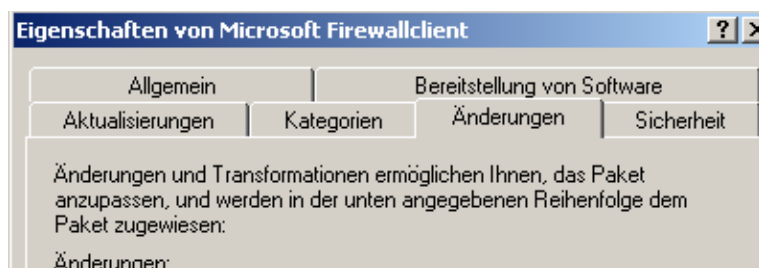 Eigenschaften von Microsoft Firewallclient
Allgemein Bereitstellung von Software
Aktualisierungen Kategorien Änderungen Sicherheit
Änderungen und Transformationen ermöglichen Ihnen, das Paket
anzupassen, und werden in der unten angegebenen Reihenfolge dem
Paket zugewiesen:
Änderungen: